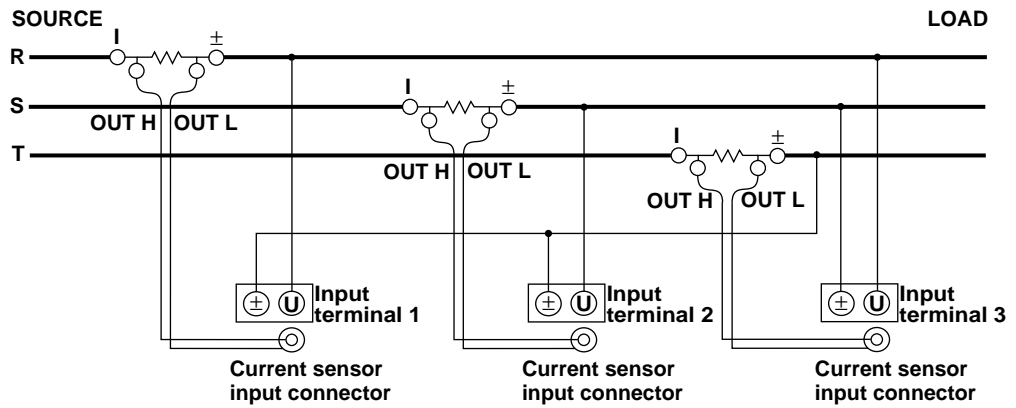 SOURCE LOAD
I ±
R
I ±
S
OUT H OUT L
I ±
T
OUT H OUT L
OUT H OUT L
± U Input terminal 1
± U Input terminal 2
± U Input terminal 3
Current sensor input connector
Current sensor input connector
Current sensor input connector